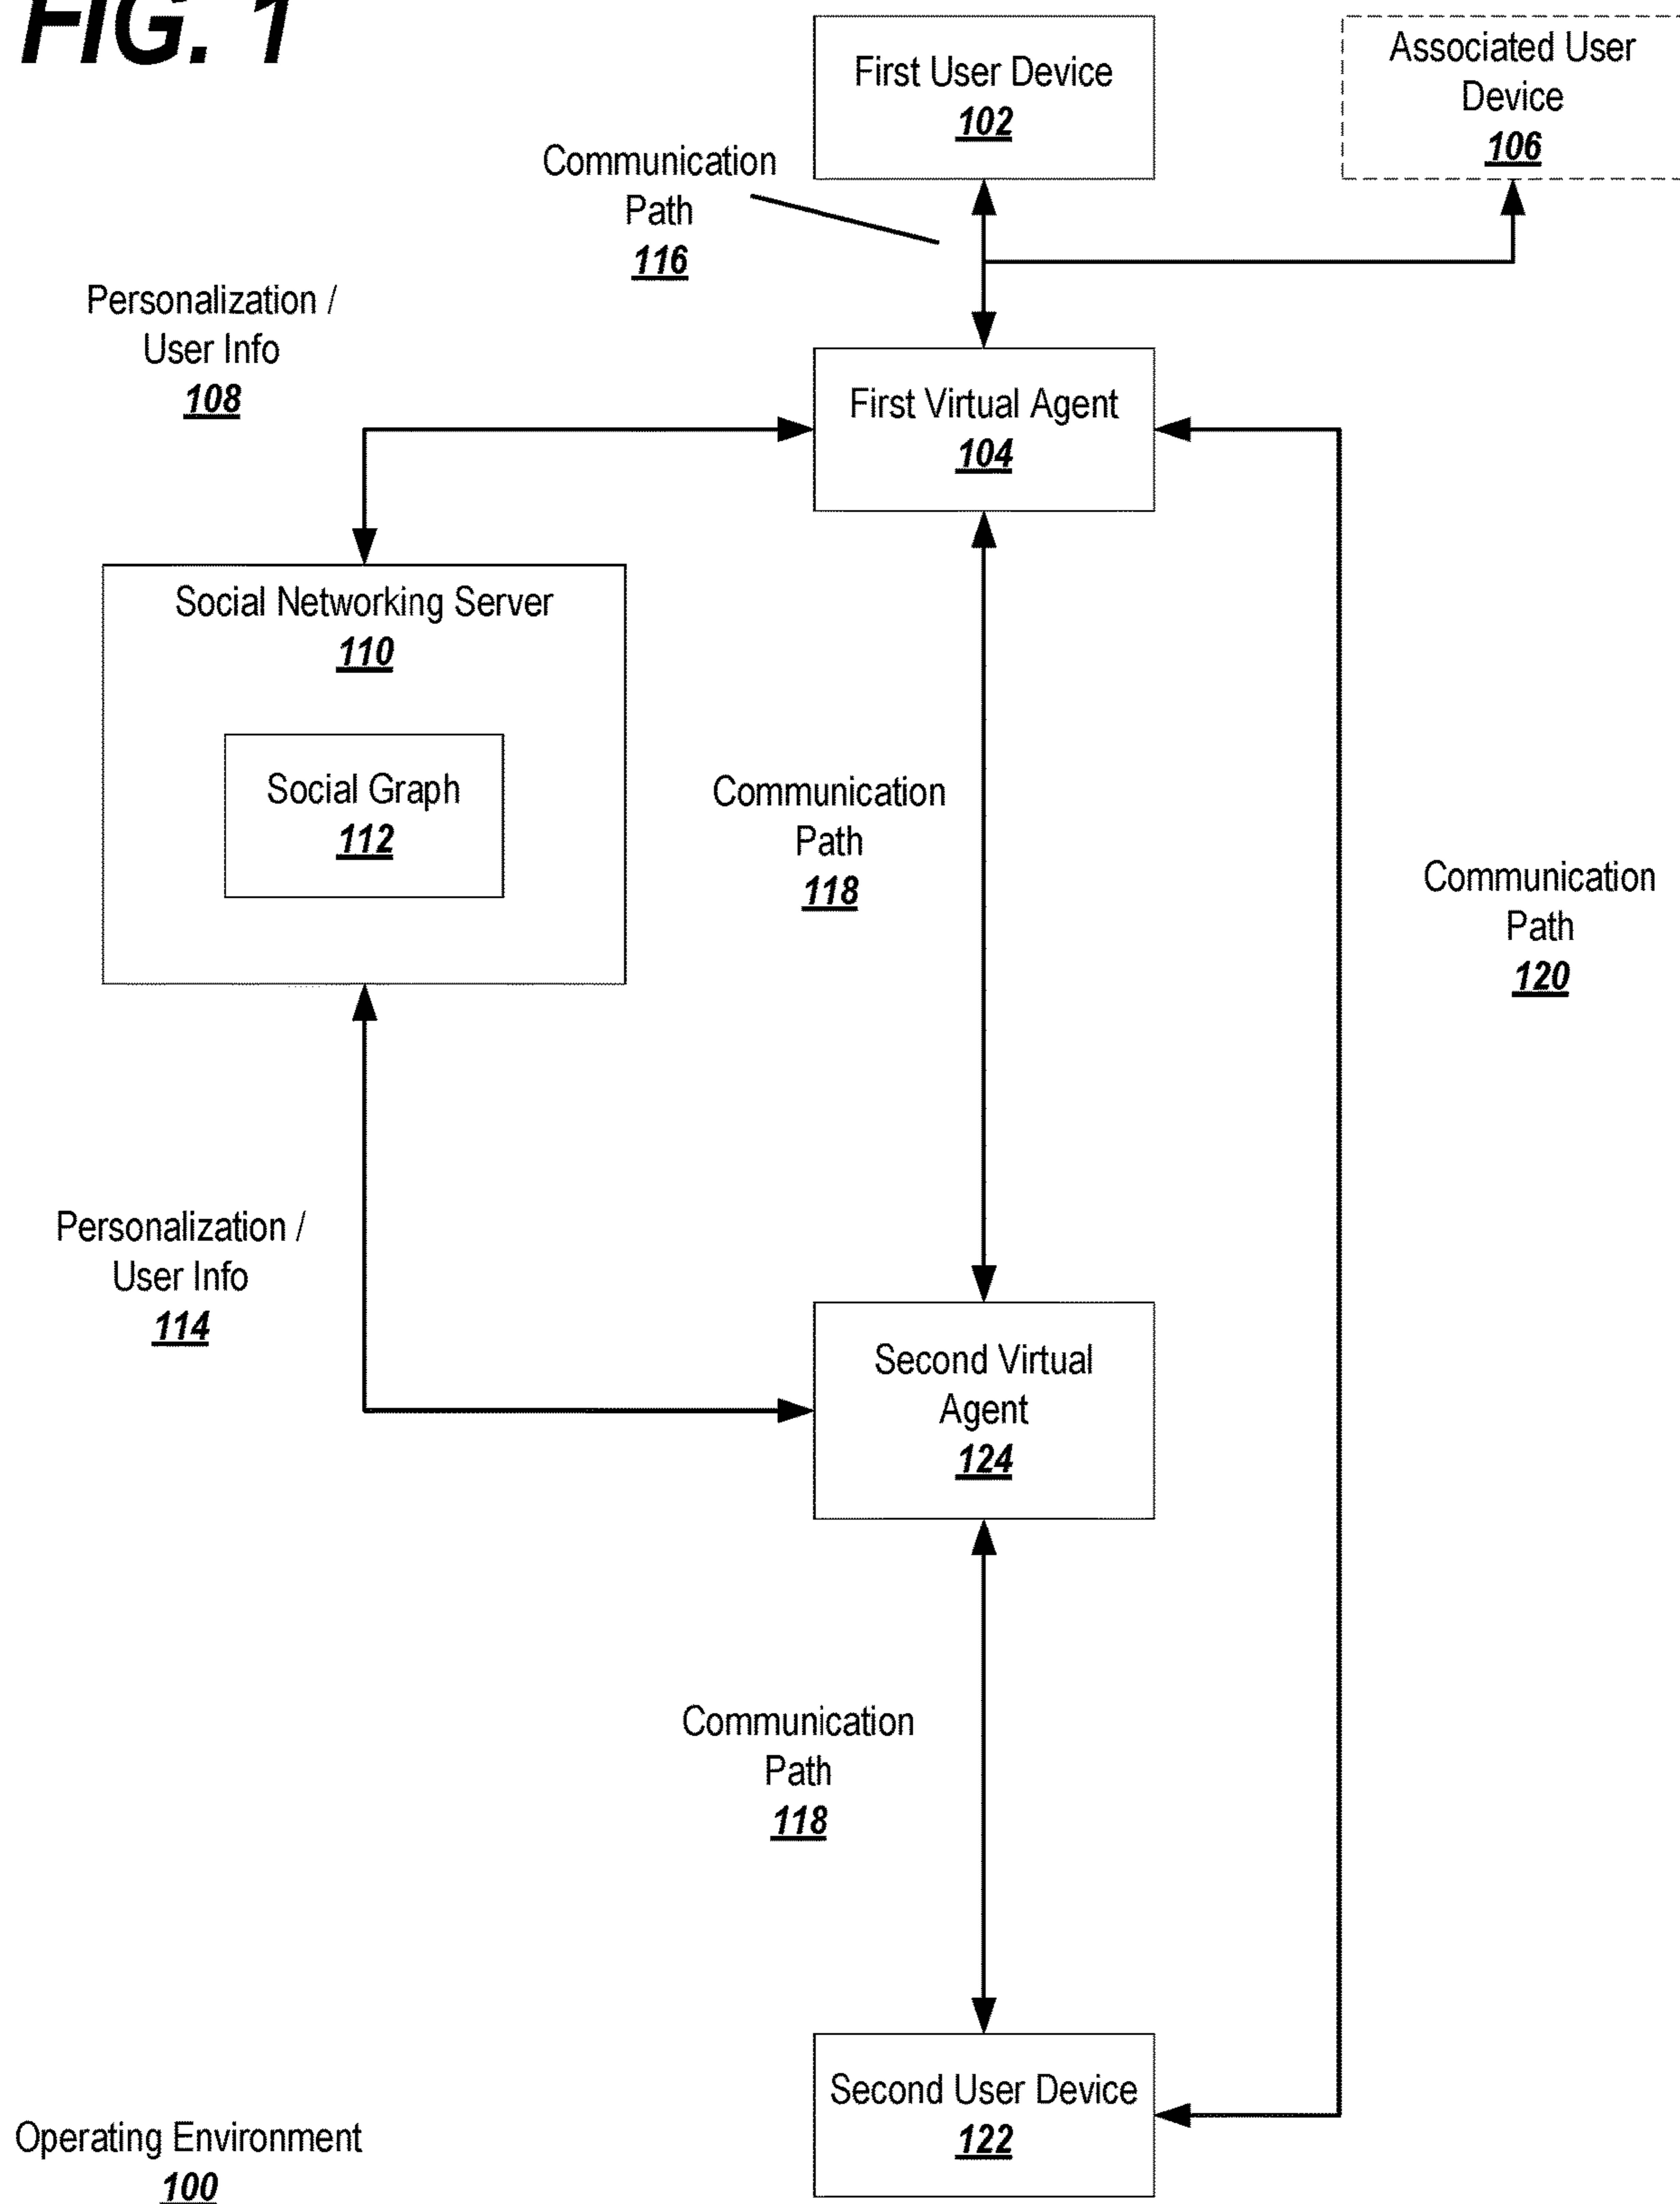 FIG. 1
First User Device
102
Associated User
Device
106
Communication
Path
116
Personalization /
User Info
108
First Virtual Agent
104
Social Networking Server
110
Social Graph
112
Communication
Path
118
Communication
Path
120
Personalization /
User Info
114
Second Virtual
Agent
124
Communication
Path
118
Second User Device
122
Operating Environment
100